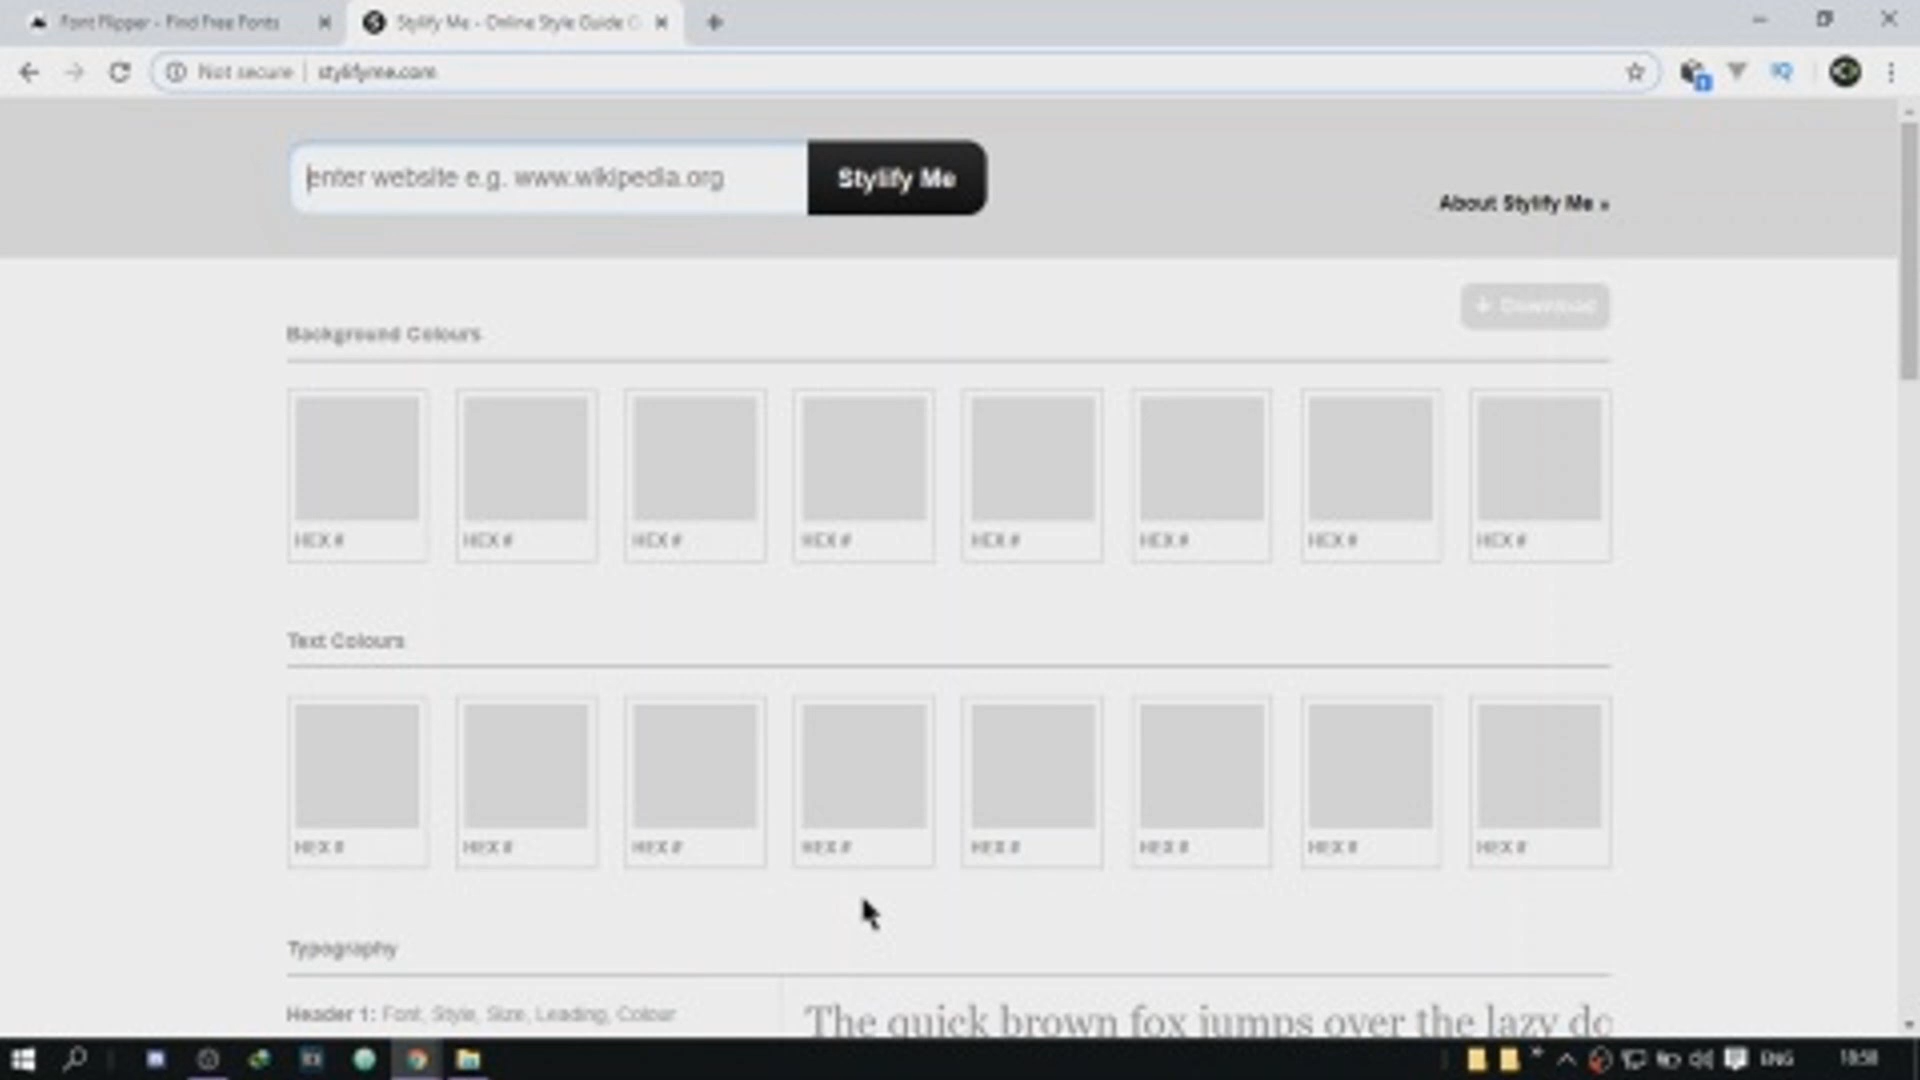 Font Flipper - Find Free Fonts
Stylify Me - Online Style Guide
Not secure
stylifyme.com
enter website e.g. www.wikipedia.org
Stylify Me
About Stylify Me »
Download
Background Colours
HEX # HEX # HEX # HEX # HEX # HEX # HEX # HEX #
Text Colours
HEX # HEX # HEX # HEX # HEX # HEX # HEX # HEX #
Typography
Header 1: Font, Style, Size, Leading, Colour
The quick brown fox jumps over the lazy do
ENG